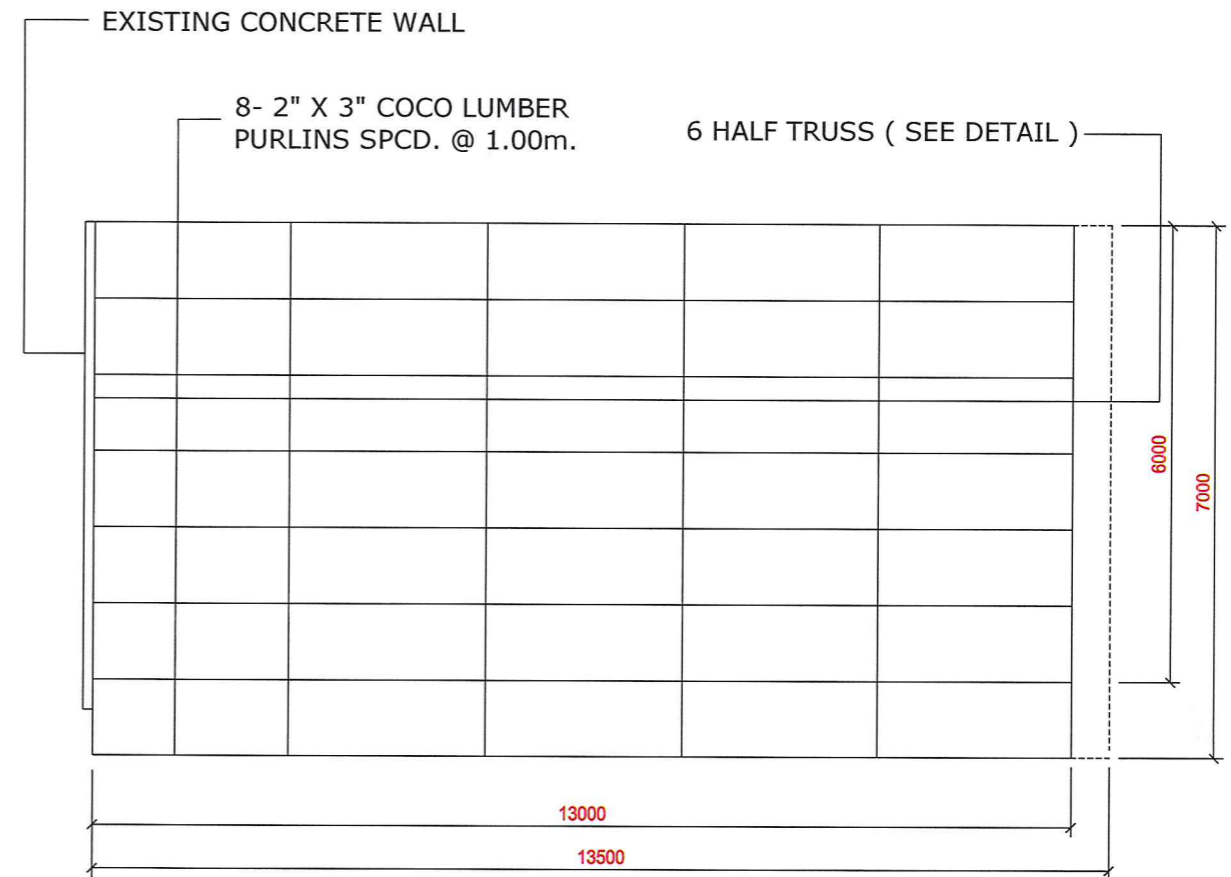 EXISTING CONCRETE WALL
8- 2" X 3" COCO LUMBER
PURLINS SPCD. @ 1.00m.
6 HALF TRUSS ( SEE DETAIL )
6000
7000
13000
13500